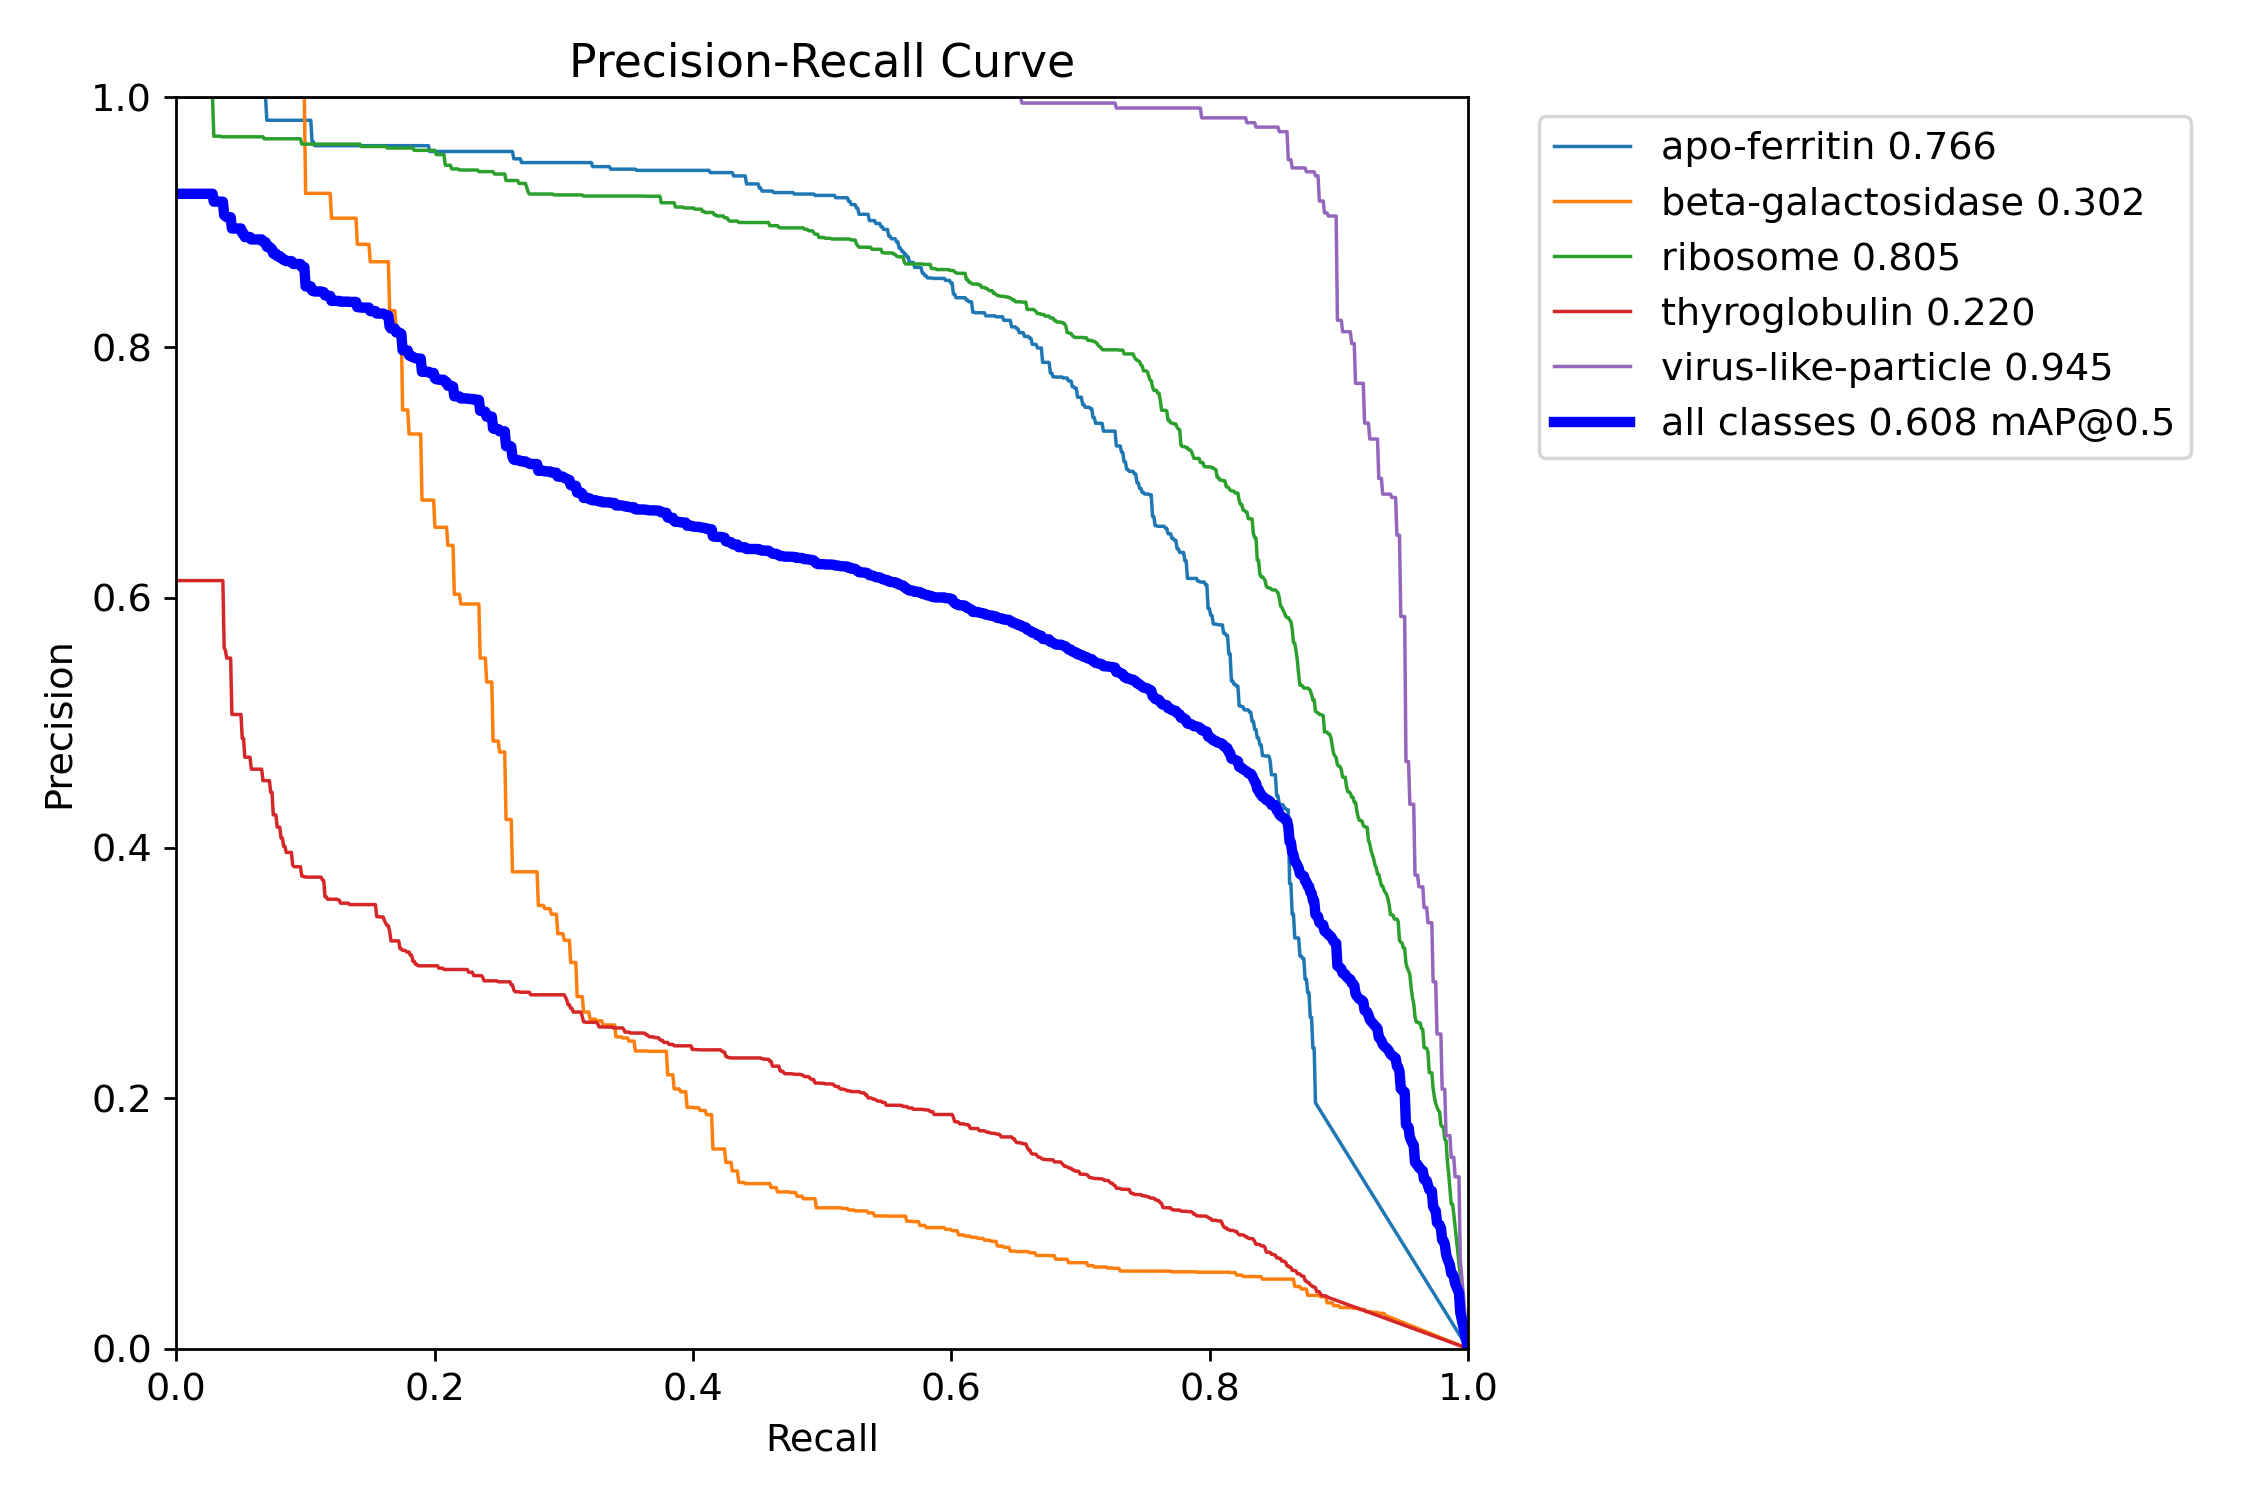 Precision-Recall Curve
1.0
0.8
0.6
0.4
0.2
0.0
Precision
0.0 0.2 0.4 0.6 0.8 1.0
Recall
apo-ferritin 0.766
beta-galactosidase 0.302
ribosome 0.805
thyroglobulin 0.220
virus-like-particle 0.945
all classes 0.608 mAP@0.5